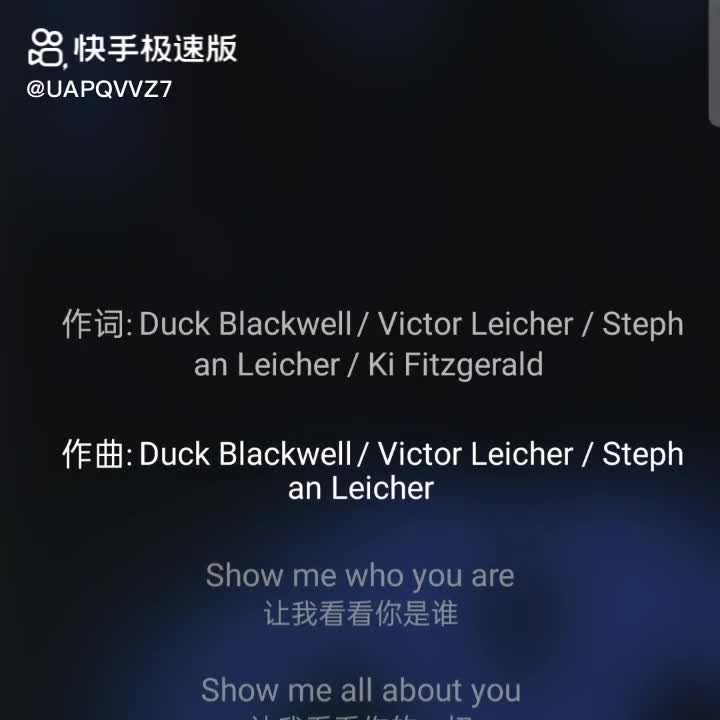 快手极速版
@UAPQVVZ7
作词: Duck Blackwell / Victor Leicher / Steph
an Leicher / Ki Fitzgerald
作曲: Duck Blackwell / Victor Leicher / Steph
an Leicher
Show me who you are
让我看看你是谁
Show me all about you